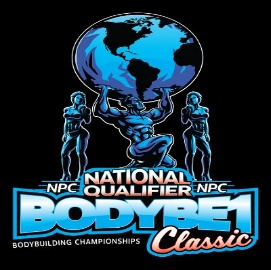 NATIONAL
NPC QUALIFIER NPC
BODYBE1
BODYBUILDING CHAMPIONSHIPS Classic